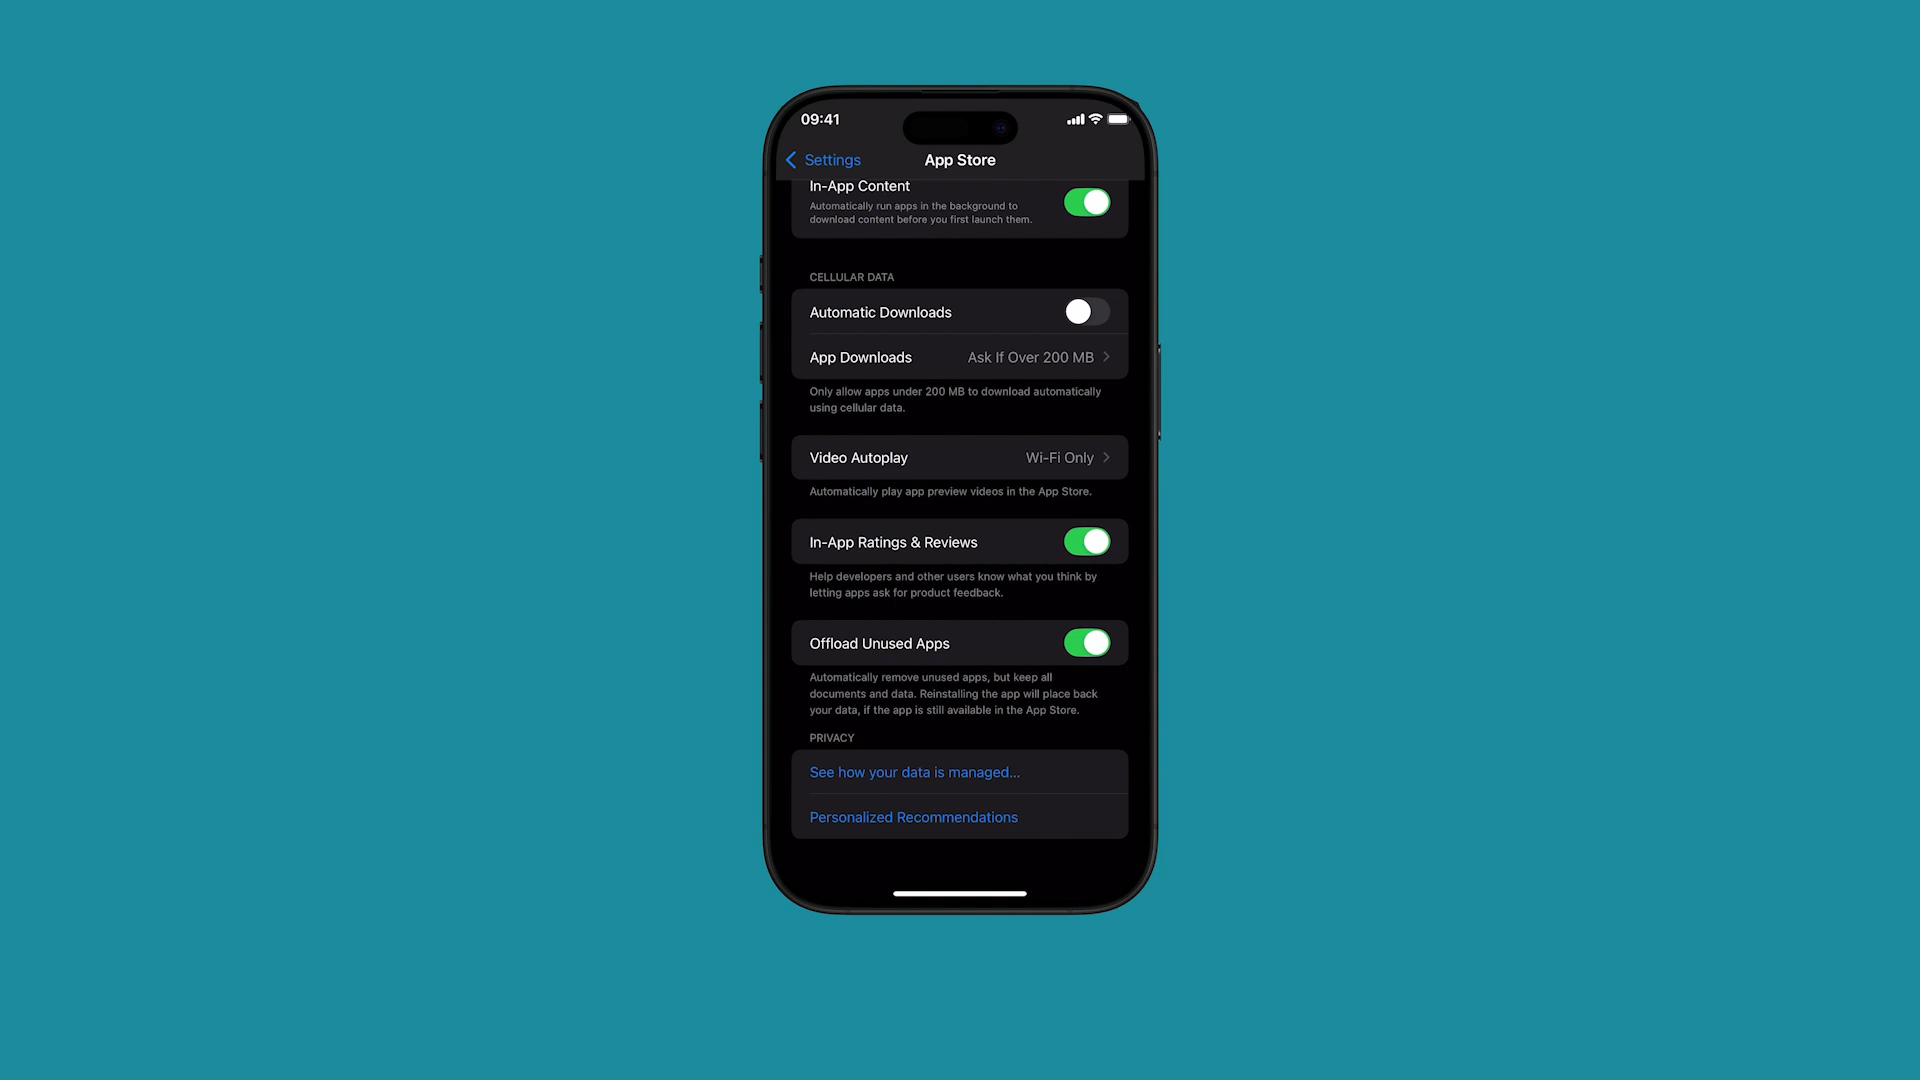 09:41
Settings
App Store
In-App Content
Automatically run apps in the background to
download content before you first launch them.
CELLULAR DATA
Automatic Downloads
App Downloads Ask If Over 200 MB
Only allow apps under 200 MB to download automatically
using cellular data.
Video Autoplay Wi-Fi Only
Automatically play app preview videos in the App Store.
In-App Ratings & Reviews
Help developers and other users know what you think by
letting apps ask for product feedback.
Offload Unused Apps
Automatically remove unused apps, but keep all
documents and data. Reinstalling the app will place back
your data, if the app is still available in the App Store.
PRIVACY
See how your data is managed...
Personalized Recommendations